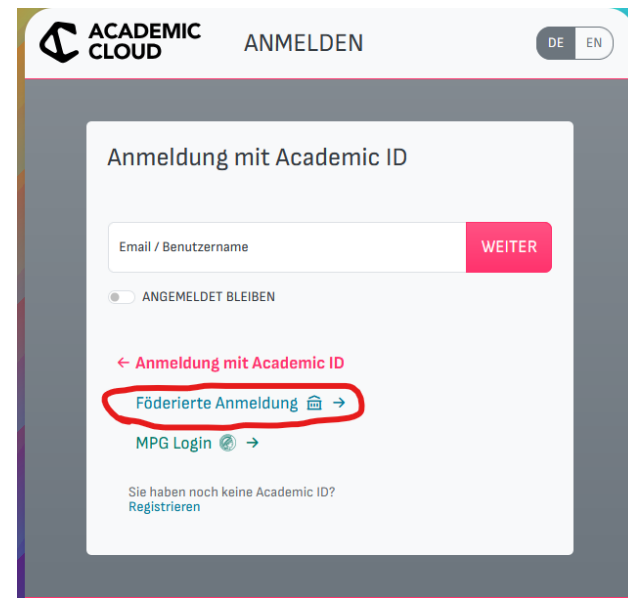 ACADEMIC
CLOUD
ANMELDEN
DE EN
Anmeldung mit Academic ID
Email / Benutzername
WEITER
ANGEMELDET BLEIBEN
← Anmeldung mit Academic ID
Föderierte Anmeldung →
MPG Login →
Sie haben noch keine Academic ID?
Registrieren